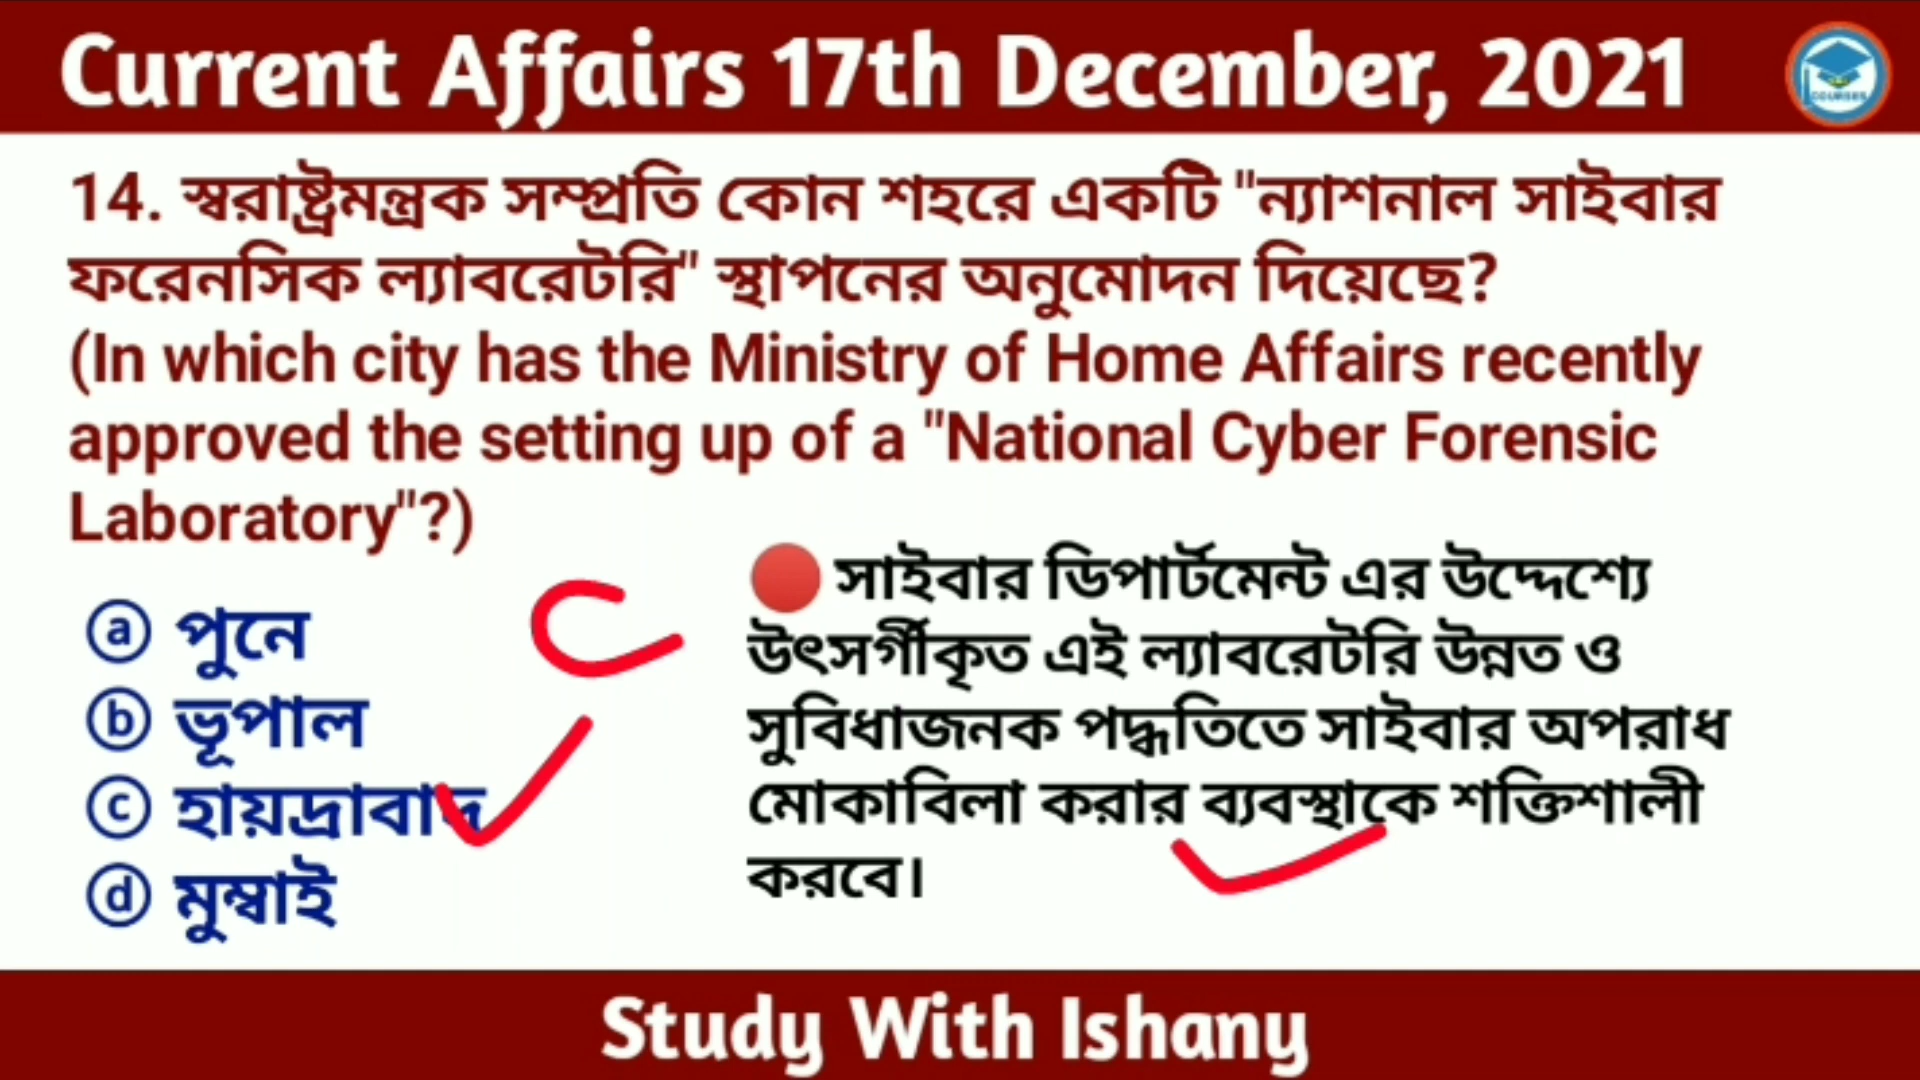 Current Affairs 17th December, 2021
COURSES
14. স্বরাষ্ট্রমন্ত্রক সম্প্রতি কোন শহরে একটি "ন্যাশনাল সাইবার
ফরেনসিক ল্যাবরেটরি" স্থাপনের অনুমোদন দিয়েছে?
(In which city has the Ministry of Home Affairs recently
approved the setting up of a "National Cyber Forensic
Laboratory"?)
ⓐ পুনে
ⓑ ভূপাল
ⓒ হায়দ্রাবাদ
ⓓ মুম্বাই
C
🔴 সাইবার ডিপার্টমেন্ট এর উদ্দেশ্যে
উৎসর্গীকৃত এই ল্যাবরেটরি উন্নত ও
সুবিধাজনক পদ্ধতিতে সাইবার অপরাধ
মোকাবিলা করার ব্যবস্থাকে শক্তিশালী
করবে।
Study With Ishany